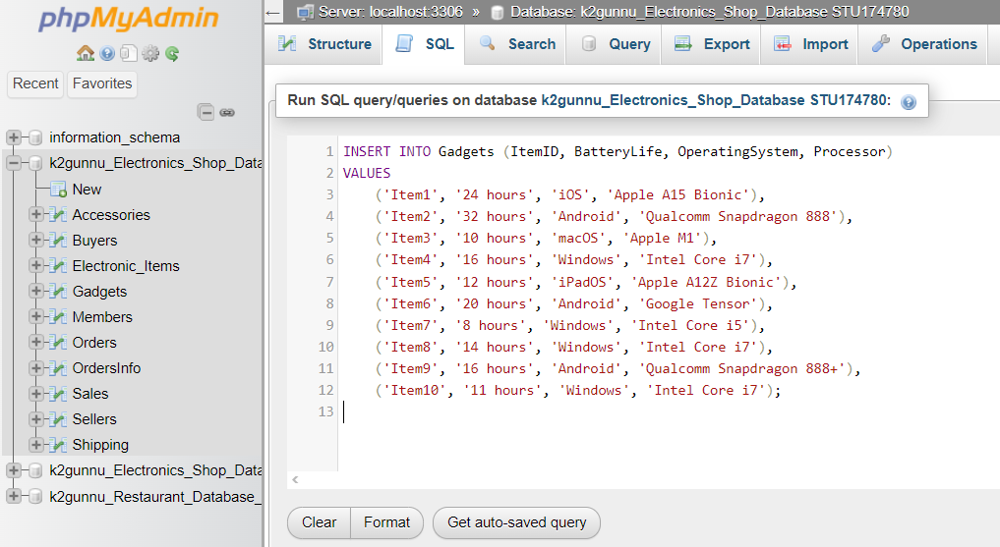 phpMyAdmin
Recent Favorites
information_schema
k2gunnu_Electronics_Shop_Data
New
Accessories
Buyers
Electronic_Items
Gadgets
Members
Orders
OrdersInfo
Sales
Sellers
Shipping
k2gunnu_Electronics_Shop_Data
k2gunnu_Restaurant_Database_
Server: localhost:3306 » Database: k2gunnu_Electronics_Shop_Database STU174780
Structure SQL Search Query Export Import Operations
Run SQL query/queries on database k2gunnu_Electronics_Shop_Database STU174780:
1 INSERT INTO Gadgets (ItemID, BatteryLife, OperatingSystem, Processor)
2 VALUES
3 ('Item1', '24 hours', 'iOS', 'Apple A15 Bionic'),
4 ('Item2', '32 hours', 'Android', 'Qualcomm Snapdragon 888'),
5 ('Item3', '10 hours', 'macOS', 'Apple M1'),
6 ('Item4', '16 hours', 'Windows', 'Intel Core i7'),
7 ('Item5', '12 hours', 'iPadOS', 'Apple A12Z Bionic'),
8 ('Item6', '20 hours', 'Android', 'Google Tensor'),
9 ('Item7', '8 hours', 'Windows', 'Intel Core i5'),
10 ('Item8', '14 hours', 'Windows', 'Intel Core i7'),
11 ('Item9', '16 hours', 'Android', 'Qualcomm Snapdragon 888+'),
12 ('Item10', '11 hours', 'Windows', 'Intel Core i7');
13
Clear Format Get auto-saved query